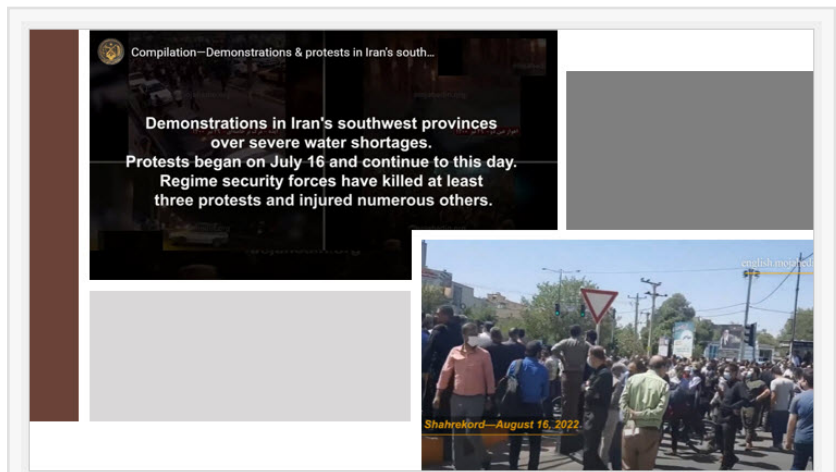 Compilation—Demonstrations & protests in Iran's south...
Demonstrations in Iran's southwest provinces
over severe water shortages.
Protests began on July 16 and continue to this day.
Regime security forces have killed at least
three protests and injured numerous others.
english mojahed
Shahrekord—August 16, 2022